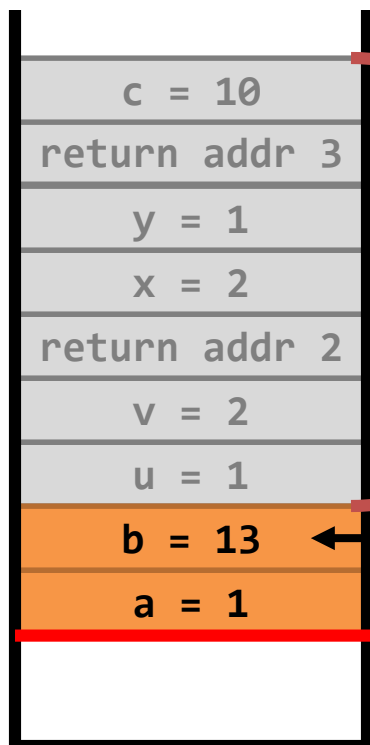 c = 10
return addr 3
y = 1
x = 2
return addr 2
v = 2
u = 1
b = 13
a = 1